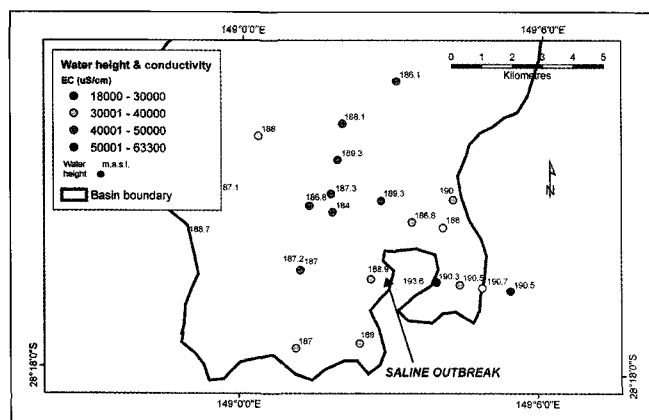 149°0'0"E
149°6'0"E
Water height & conductivity
EC (uS/cm)
18000 - 30000
30001 - 40000
40001 - 50000
50001 - 63300
Water height
m.a.s.l.
Basin boundary
0 1 2 3 4 5
Kilometres
N
186.1
188.1
188
189.3
187.1
187.3
186.8
184
189.3
190
186.8
188
188.7
187.2
187
188.9
193.6
190.3
190.5
190.7
190.5
187
189
SALINE OUTBREAK
28°18'0"S
28°18'0"S
149°0'0"E
149°6'0"E